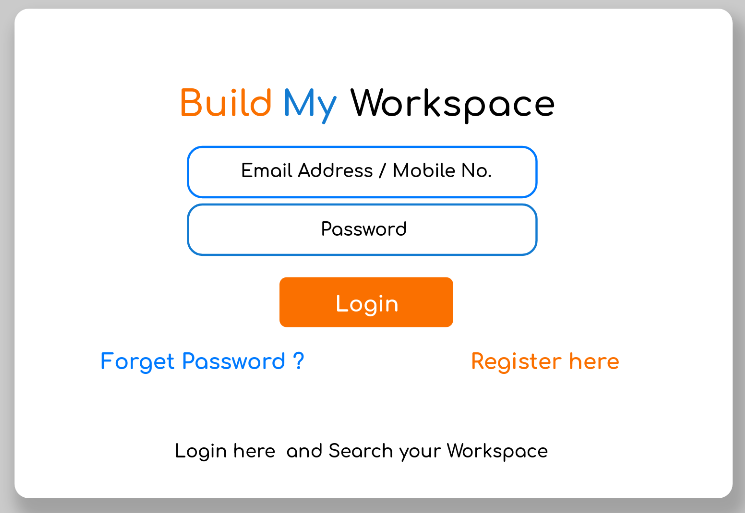 Build My Workspace
Email Address / Mobile No.
Password
Login
Forget Password ?
Register here
Login here and Search your Workspace